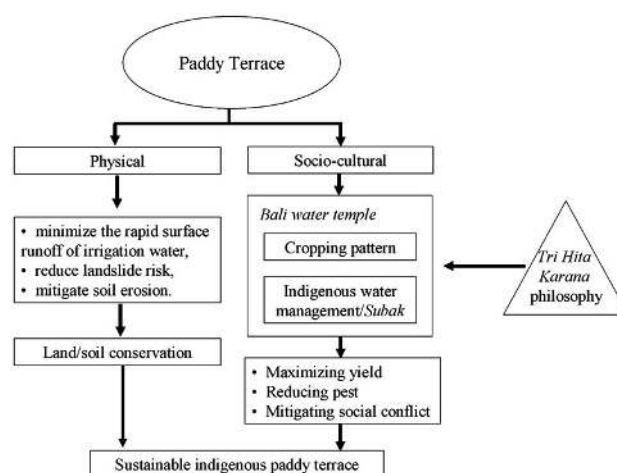 Paddy Terrace
Physical
Socio-cultural
• minimize the rapid surface
runoff of irrigation water,
• reduce landslide risk,
• mitigate soil erosion.
Bali water temple
Cropping pattern
Indigenous water
management/Subak
Tri Hita
Karana
philosophy
Land/soil conservation
• Maximizing yield
• Reducing pest
• Mitigating social conflict
Sustainable indigenous paddy terrace